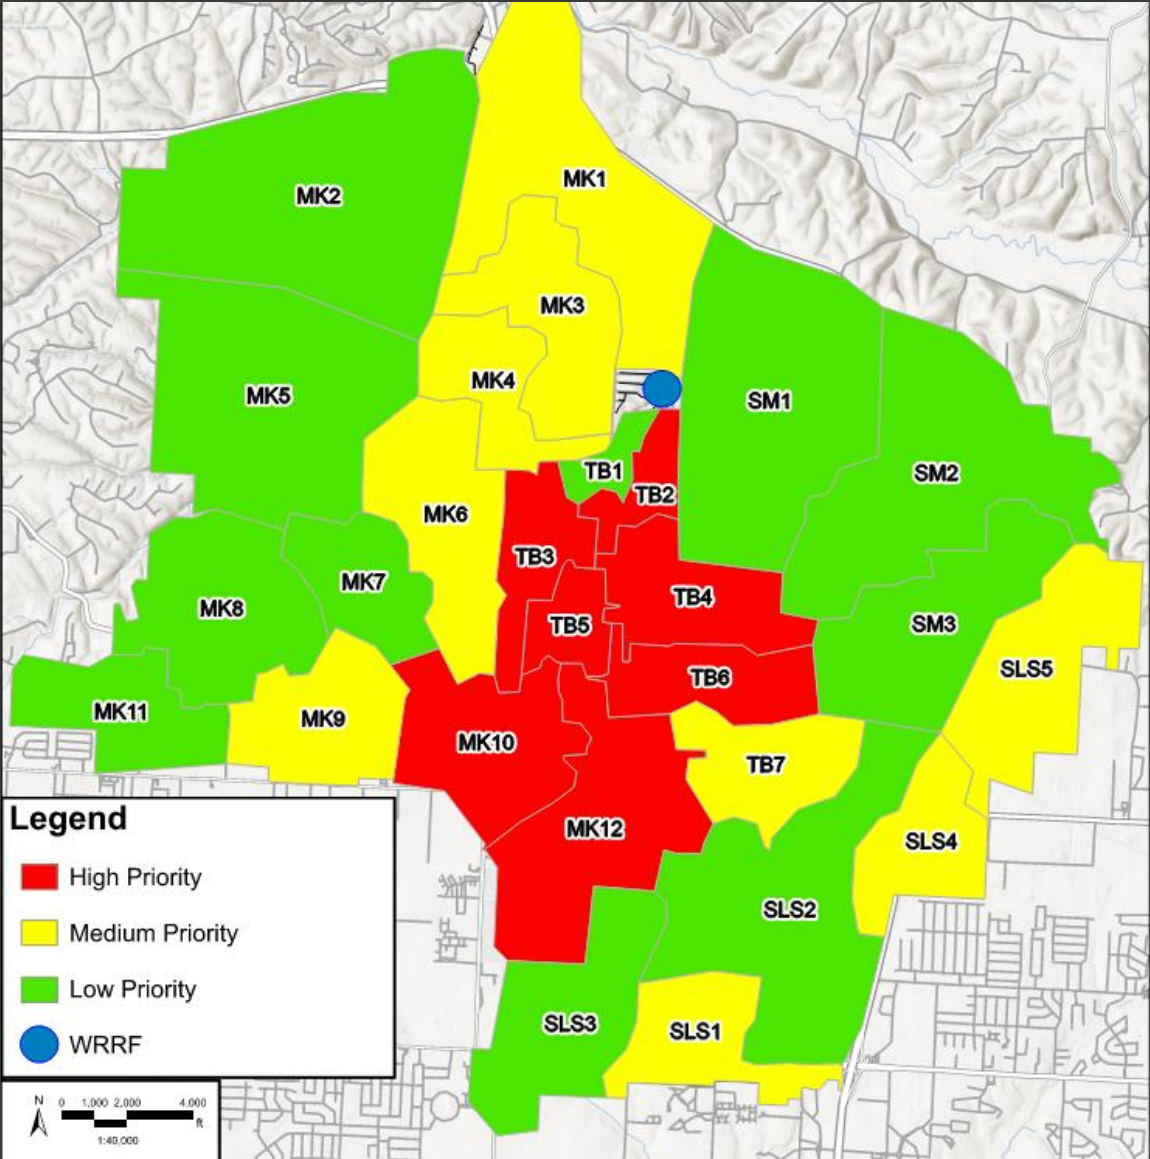 MK1
MK2
MK3
MK4
MK5
SM1
TB1
SM2
TB2
MK6
TB3
MK7
TB4
MK8
TB5
SM3
SLS5
TB6
MK11
MK9
MK10
TB7
MK12
SLS4
SLS2
SLS3
SLS1
Legend
High Priority
Medium Priority
Low Priority
WRRF
N
0 1,000 2,000 4,000
ft
1:40,000